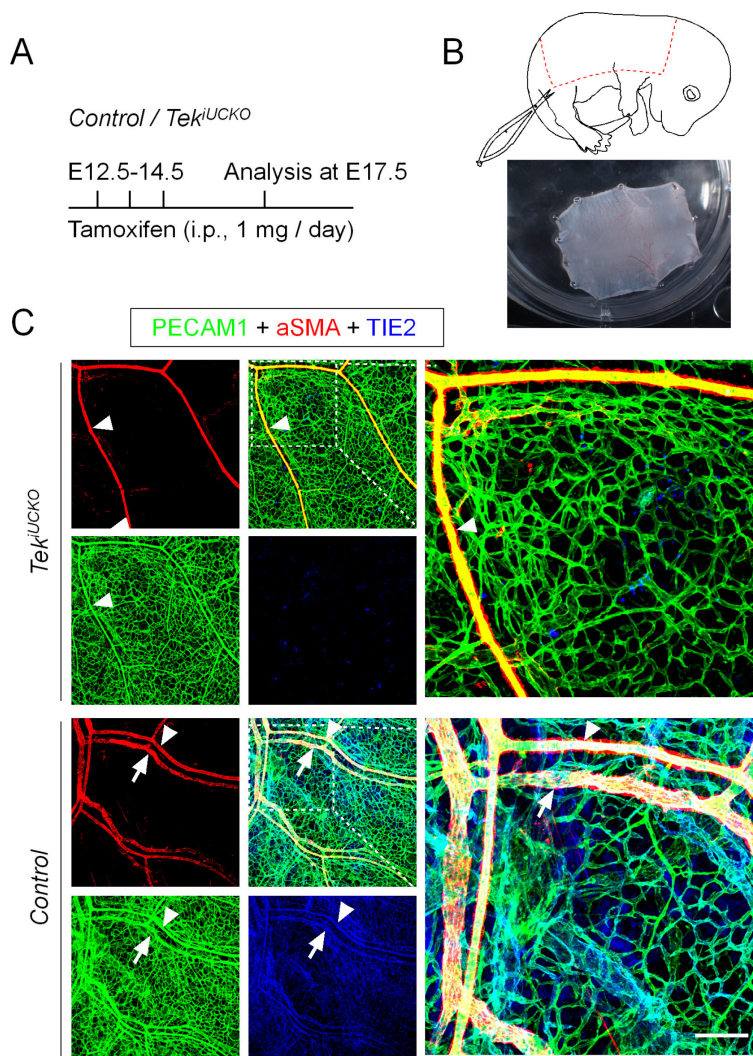 A
B
Control / Tek^iUCKO
E12.5-14.5 Analysis at E17.5
Tamoxifen (i.p., 1 mg / day)
C
PECAM1 + aSMA + TIE2
Tek^iUCKO
Control